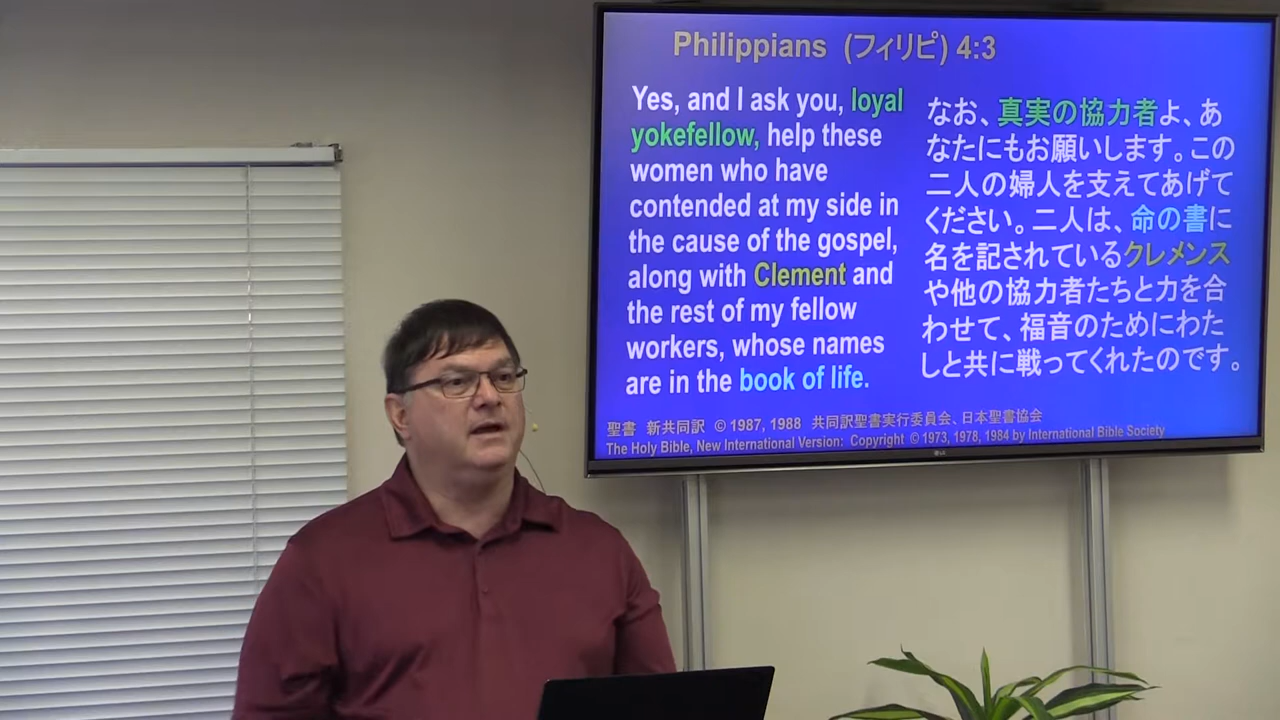 Philippians (フィリピ) 4:3
Yes, and I ask you, loyal
yokefellow, help these
women who have
contended at my side in
the cause of the gospel,
along with Clement and
the rest of my fellow
workers, whose names
are in the book of life.
なお、真実の協力者よ、あ
なたにもお願いします。この
二人の婦人を支えてあげて
ください。二人は、命の書に
名を記されているクレメンス
や他の協力者たちと力を合
わせて、福音のためにわた
しと共に戦ってくれたのです。
聖書 新共同訳 © 1987, 1988 共同訳聖書実行委員会、日本聖書協会
The Holy Bible, New International Version: Copyright © 1973, 1978, 1984 by International Bible Society
LG